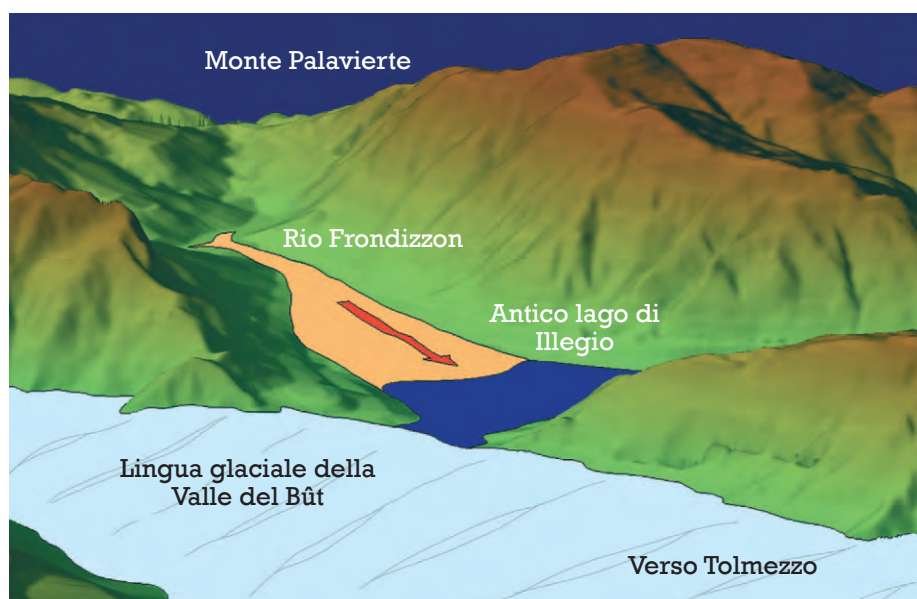 Monte Palavierte
Rio Frondizzon
Antico lago di
Illegio
Lingua glaciale della
Valle del Bût
Verso Tolmezzo